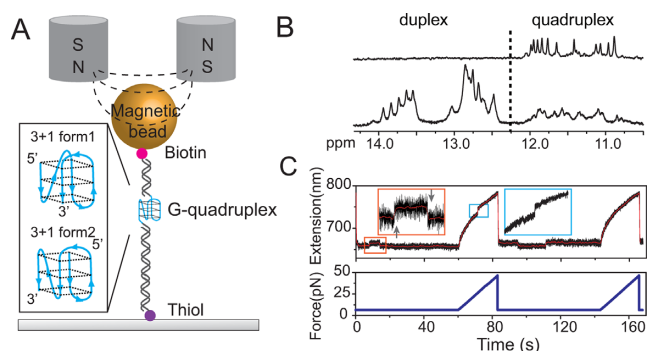 A
S
N
N
S
Magnetic
bead
Biotin
3+1 form1
5'
3'
G-quadruplex
3+1 form2
5'
3'
Thiol
B
duplex
quadruplex
ppm
14.0
13.0
12.0
11.0
C
Extension(nm)
800
700
Force(pN)
50
25
0
0
40
80
120
160
Time (s)